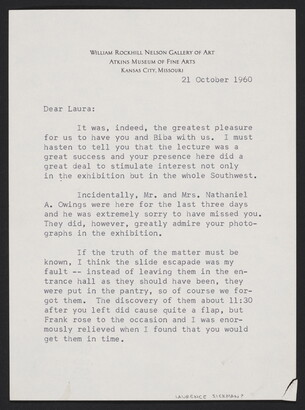 WILLIAM ROCKHILL NELSON GALLERY OF ART
ATKINS MUSEUM OF FINE ARTS
KANSAS CITY, MISSOURI
21 October 1960
Dear Laura:
It was, indeed, the greatest pleasure
for us to have you and Biba with us. I must
hasten to tell you that the lecture was a
great success and your presence here did a
great deal to stimulate interest not only
in the exhibition but in the whole Southwest.
Incidentally, Mr. and Mrs. Nathaniel
A. Owings were here for the last three days
and he was extremely sorry to have missed you.
They did, however, greatly admire your photo-
graphs in the exhibition.
If the truth of the matter must be
known, I think the slide escapade was my
fault -- instead of leaving them in the en-
trance hall as they should have been, they
were put in the pantry, so of course we for-
got them. The discovery of them about 11:30
after you left did cause quite a flap, but
Frank rose to the occasion and I was enor-
mously relieved when I found that you would
get them in time.
LAURENCE SICKMAN?